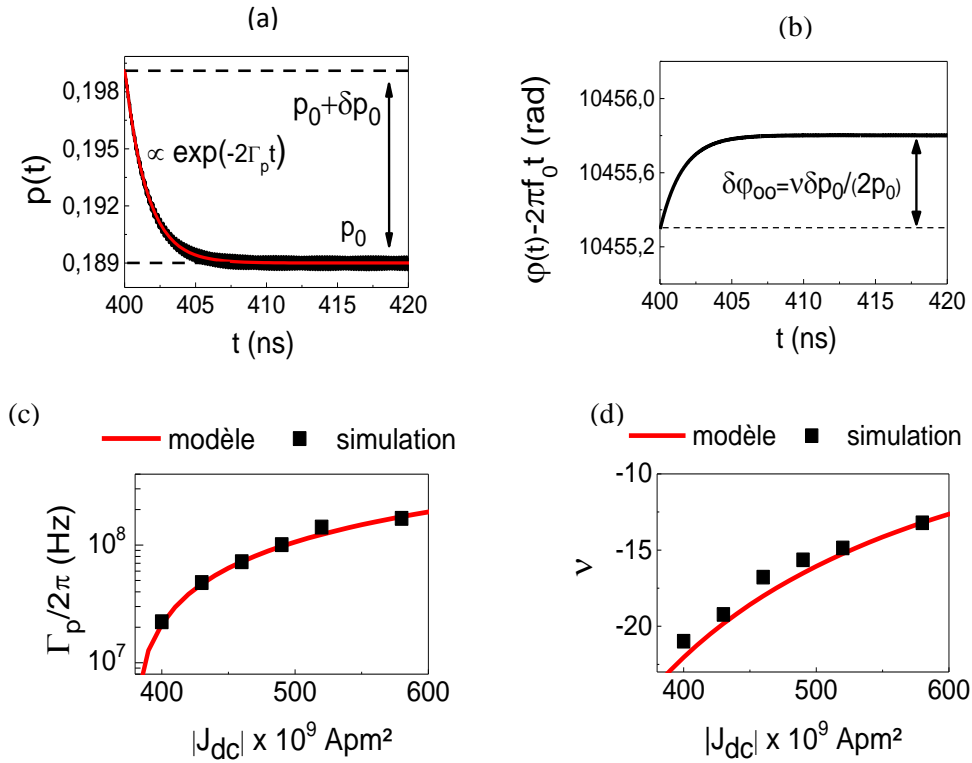 (a)
0,198
0,195
0,192
0,189
p(t)
p₀+δp₀
∝ exp(-2Γₚt)
p₀
400 405 410 415 420
t (ns)
(b)
10456,0
10455,6
10455,2
φ(t)-2πf₀t (rad)
δφ∞=νδp₀/(2p₀)
400 405 410 415 420
t (ns)
(c)
modèle simulation
10⁸
10⁷
Γₚ/2π (Hz)
400 500 600
|J_dc| x 10⁹ Apm²
(d)
modèle simulation
-10
-15
-20
ν
400 500 600
|J_dc| x 10⁹ Apm²